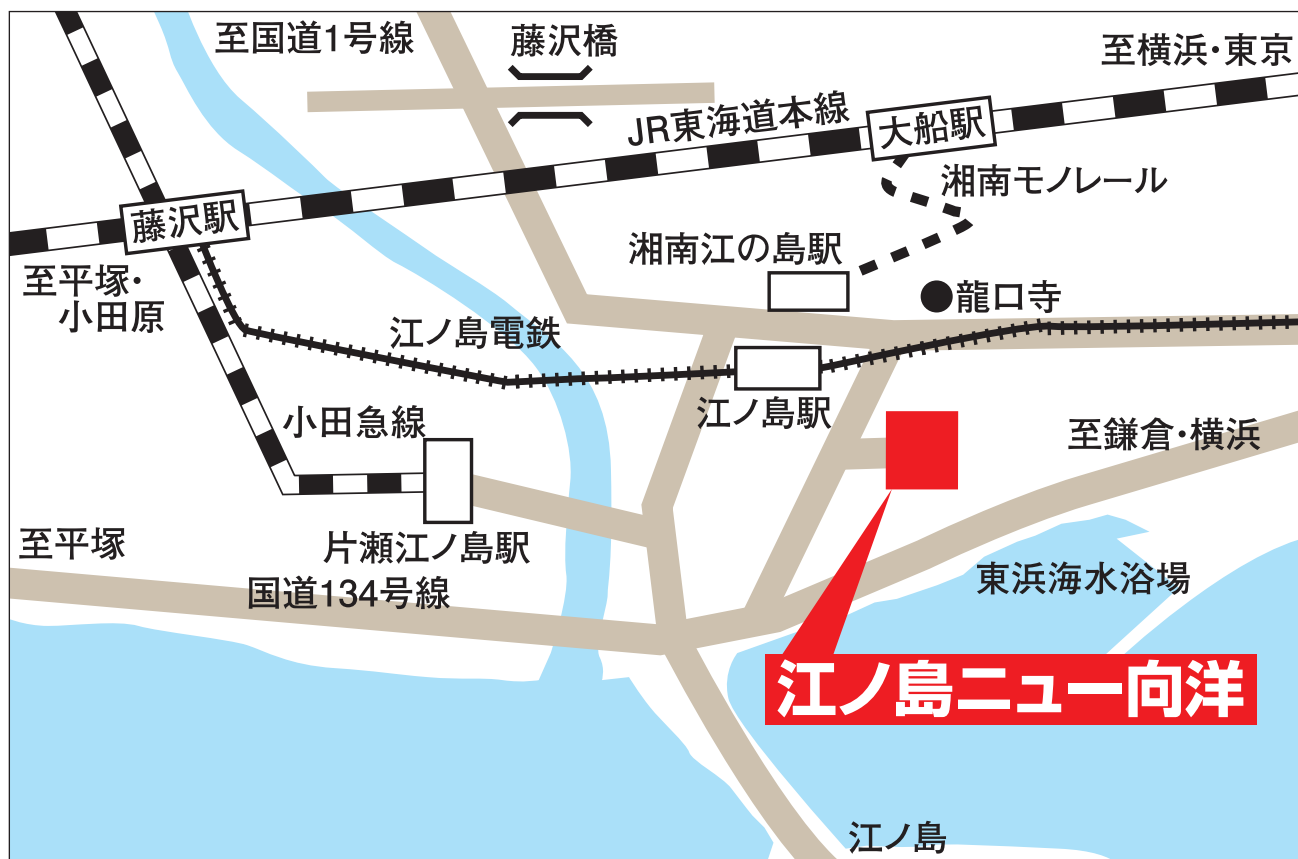 至国道1号線
藤沢橋
至横浜・東京
JR東海道本線
大船駅
湘南モノレール
藤沢駅
湘南江の島駅
至平塚・
小田原
龍口寺
江ノ島電鉄
江ノ島駅
小田急線
至鎌倉・横浜
至平塚
片瀬江ノ島駅
国道134号線
東浜海水浴場
江ノ島ニュー向洋
江ノ島